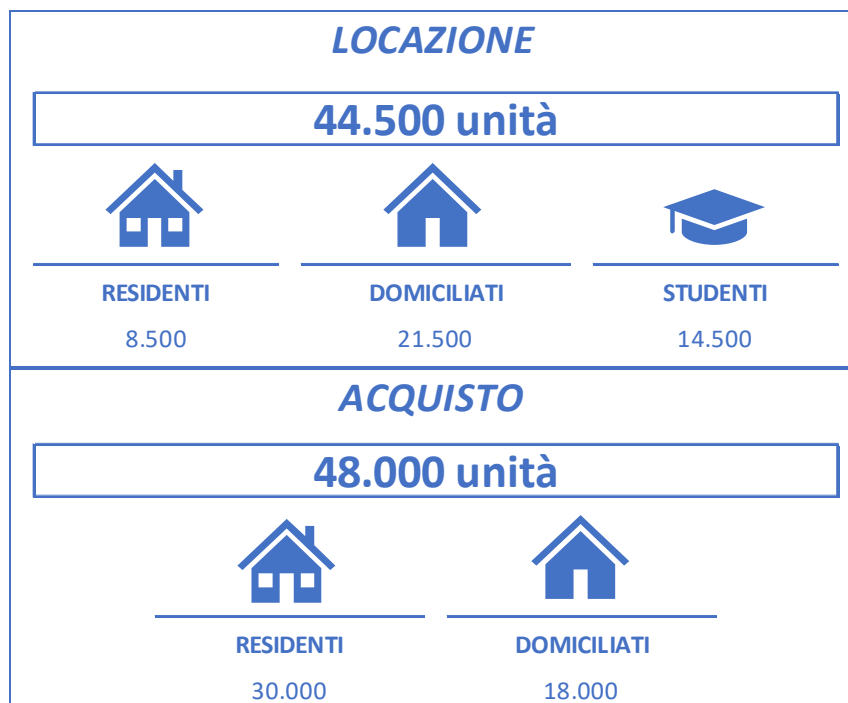 LOCAZIONE
44.500 unità
RESIDENTI DOMICILIATI STUDENTI
8.500 21.500 14.500
ACQUISTO
48.000 unità
RESIDENTI DOMICILIATI
30.000 18.000